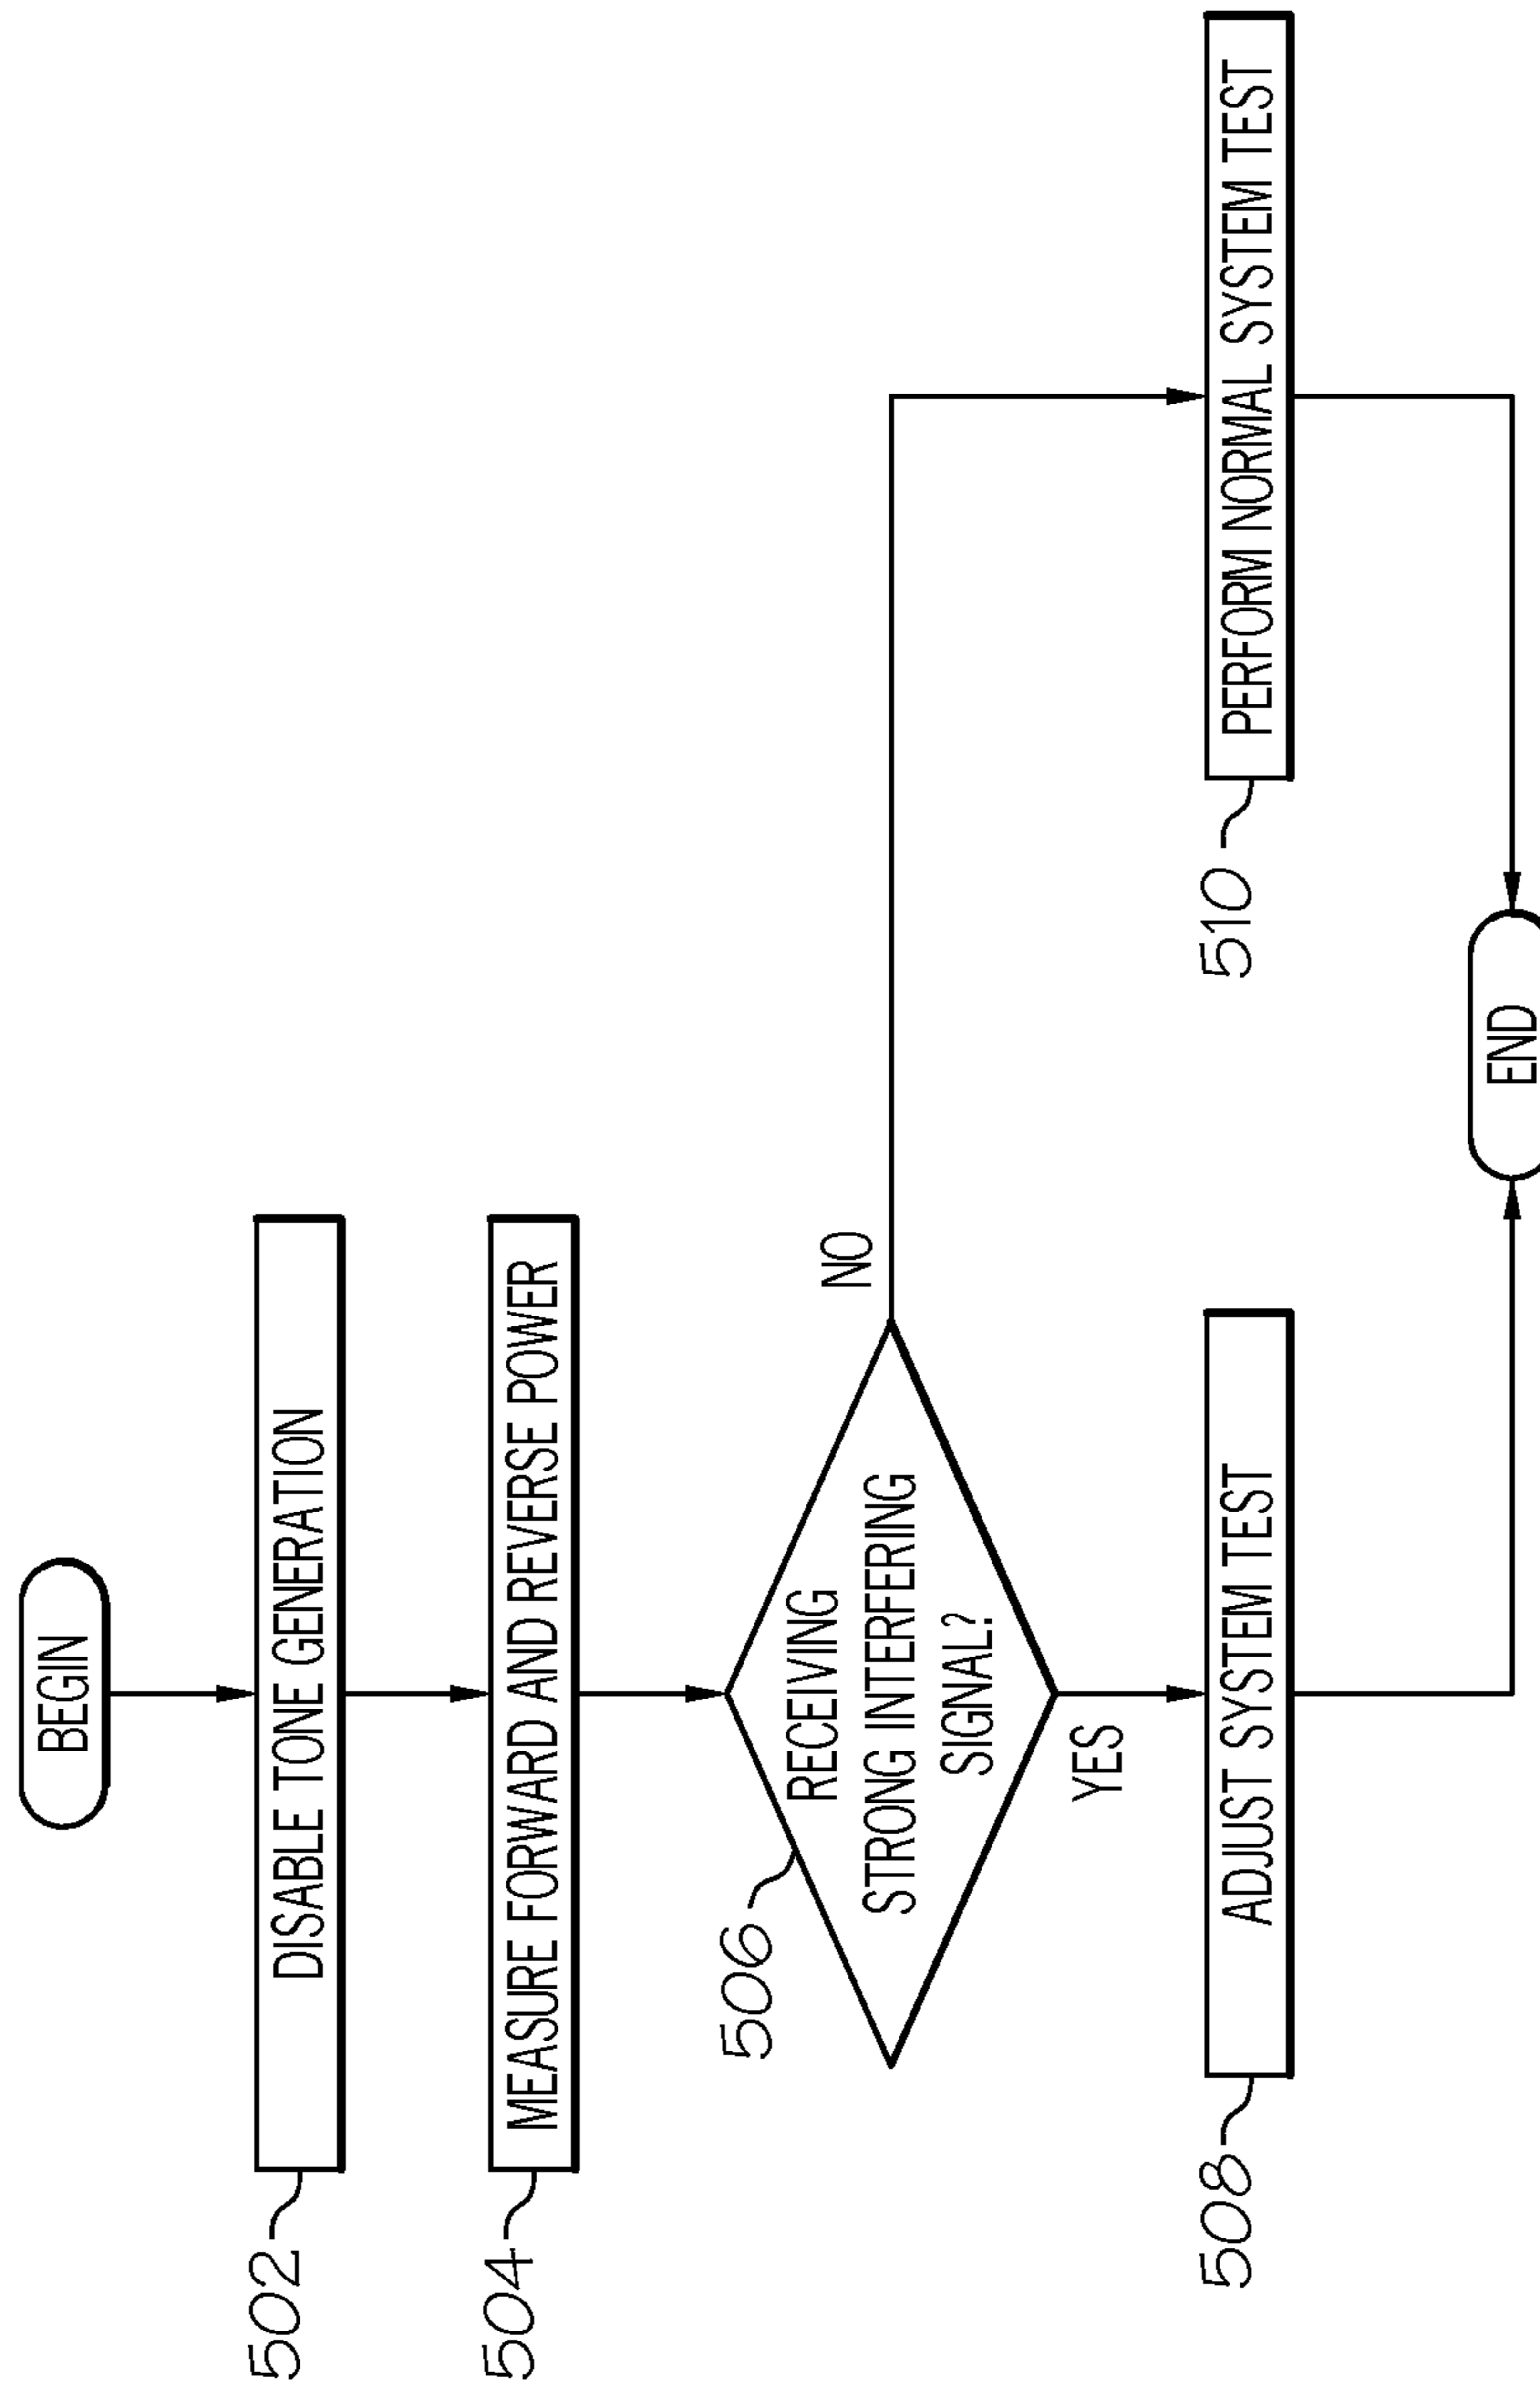 BEGIN
502
DISABLE TONE GENERATION
504
MEASURE FORWARD AND REVERSE POWER
506
RECEIVING
STRONG INTERFERING
SIGNAL?
NO
YES
508
ADJUST SYSTEM TEST
510
PERFORM NORMAL SYSTEM TEST
END